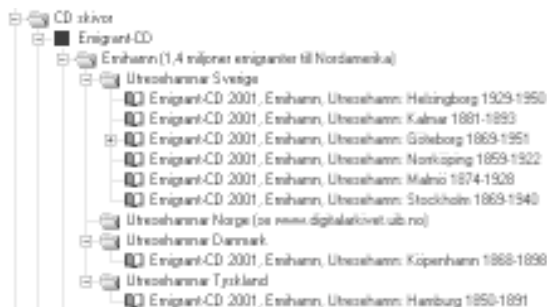 CD skivor
Emigrant-CD
Emihamn (1,4 miljoner emigranter till Nordamerika)
Utresehamnar Sverige
Emigrant-CD 2001, Emihamn, Utresehamn: Helsingborg 1929-1950
Emigrant-CD 2001, Emihamn, Utresehamn: Kalmar 1881-1893
Emigrant-CD 2001, Emihamn, Utresehamn: Göteborg 1869-1951
Emigrant-CD 2001, Emihamn, Utresehamn: Norrköping 1859-1922
Emigrant-CD 2001, Emihamn, Utresehamn: Malmö 1874-1928
Emigrant-CD 2001, Emihamn, Utresehamn: Stockholm 1869-1940
Utresehamnar Norge (se www.digitalarkivet.uib.no)
Utresehamnar Danmark
Emigrant-CD 2001, Emihamn, Utresehamn: Köpenhamn 1868-1898
Utresehamnar Tyskland
Emigrant-CD 2001, Emihamn, Utresehamn: Hamburg 1850-1891